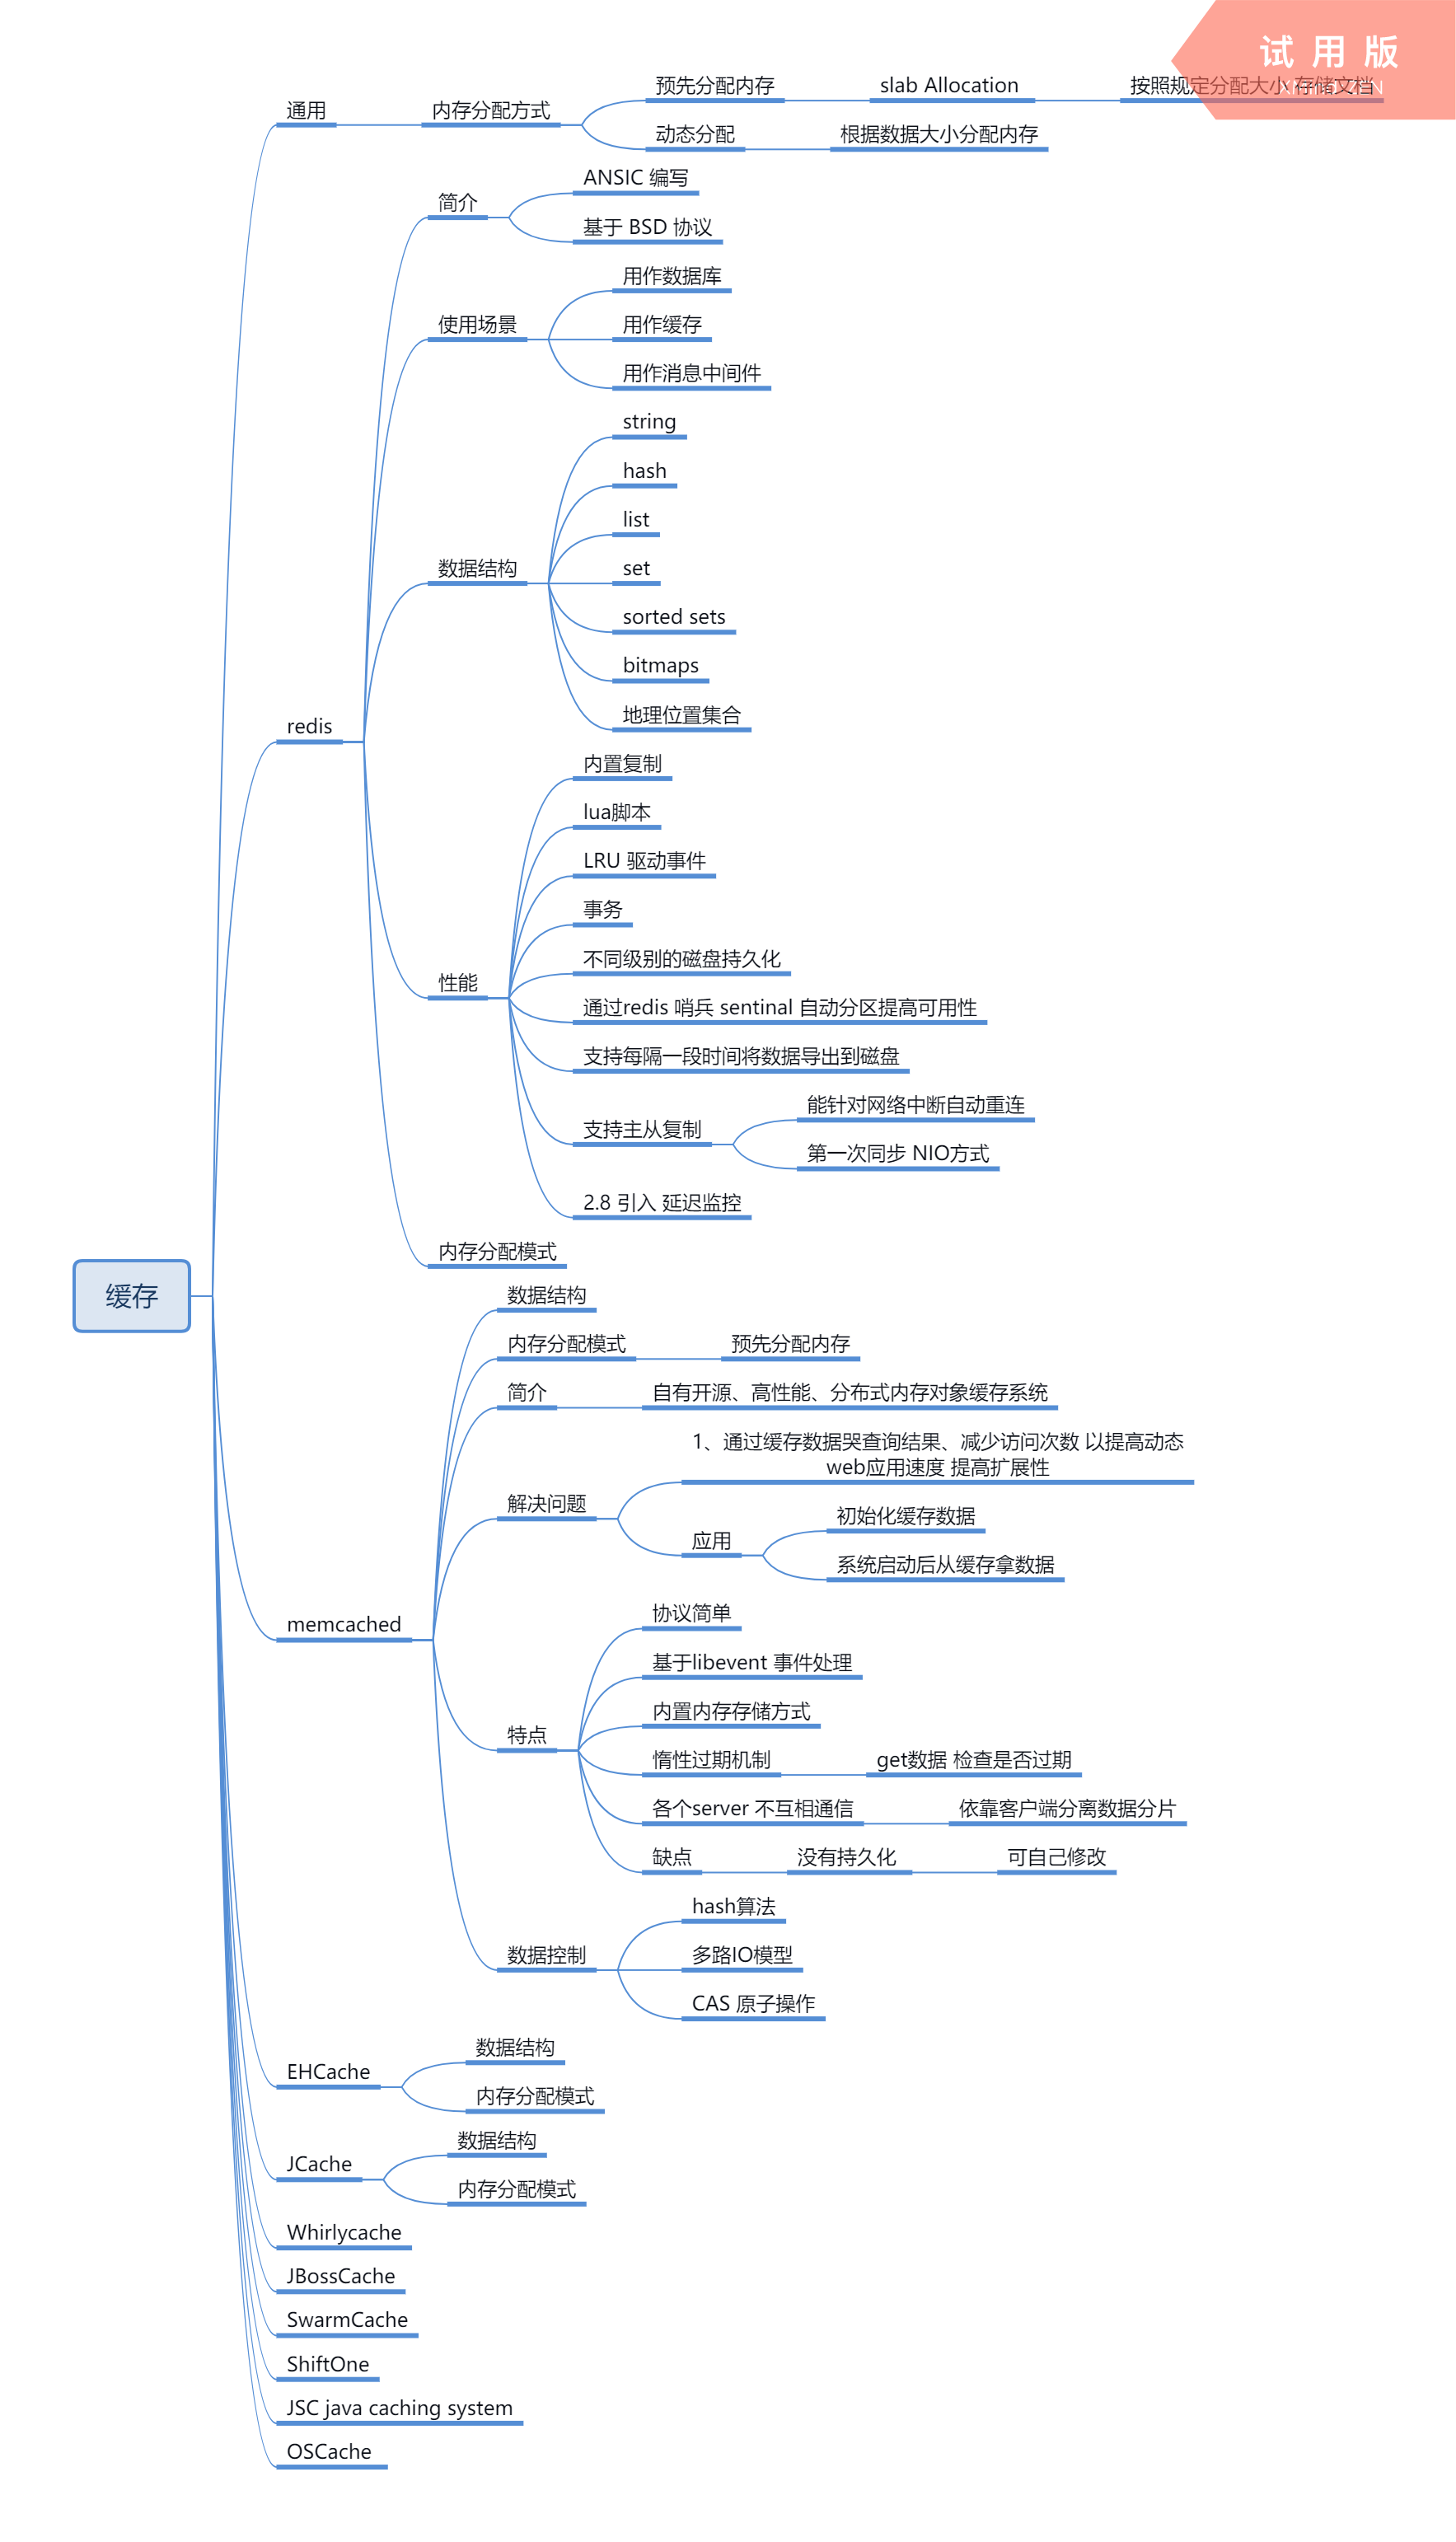 试用版
XMIND ZEN
缓存
通用
内存分配方式
预先分配内存
slab Allocation
按照规定分配大小 存储文档
动态分配
根据数据大小分配内存
redis
简介
ANSIC 编写
基于 BSD 协议
使用场景
用作数据库
用作缓存
用作消息中间件
数据结构
string
hash
list
set
sorted sets
bitmaps
地理位置集合
性能
内置复制
lua脚本
LRU 驱动事件
事务
不同级别的磁盘持久化
通过redis 哨兵 sentinal 自动分区提高可用性
支持每隔一段时间将数据导出到磁盘
支持主从复制
能针对网络中断自动重连
第一次同步 NIO方式
2.8 引入 延迟监控
内存分配模式
memcached
数据结构
内存分配模式
预先分配内存
简介
自有开源、高性能、分布式内存对象缓存系统
解决问题
1、通过缓存数据哭查询结果、减少访问次数 以提高动态
web应用速度 提高扩展性
应用
初始化缓存数据
系统启动后从缓存拿数据
特点
协议简单
基于libevent 事件处理
内置内存存储方式
惰性过期机制
get数据 检查是否过期
各个server 不互相通信
依靠客户端分离数据分片
缺点
没有持久化
可自己修改
数据控制
hash算法
多路IO模型
CAS 原子操作
EHCache
数据结构
内存分配模式
JCache
数据结构
内存分配模式
Whirlycache
JBossCache
SwarmCache
ShiftOne
JSC java caching system
OSCache